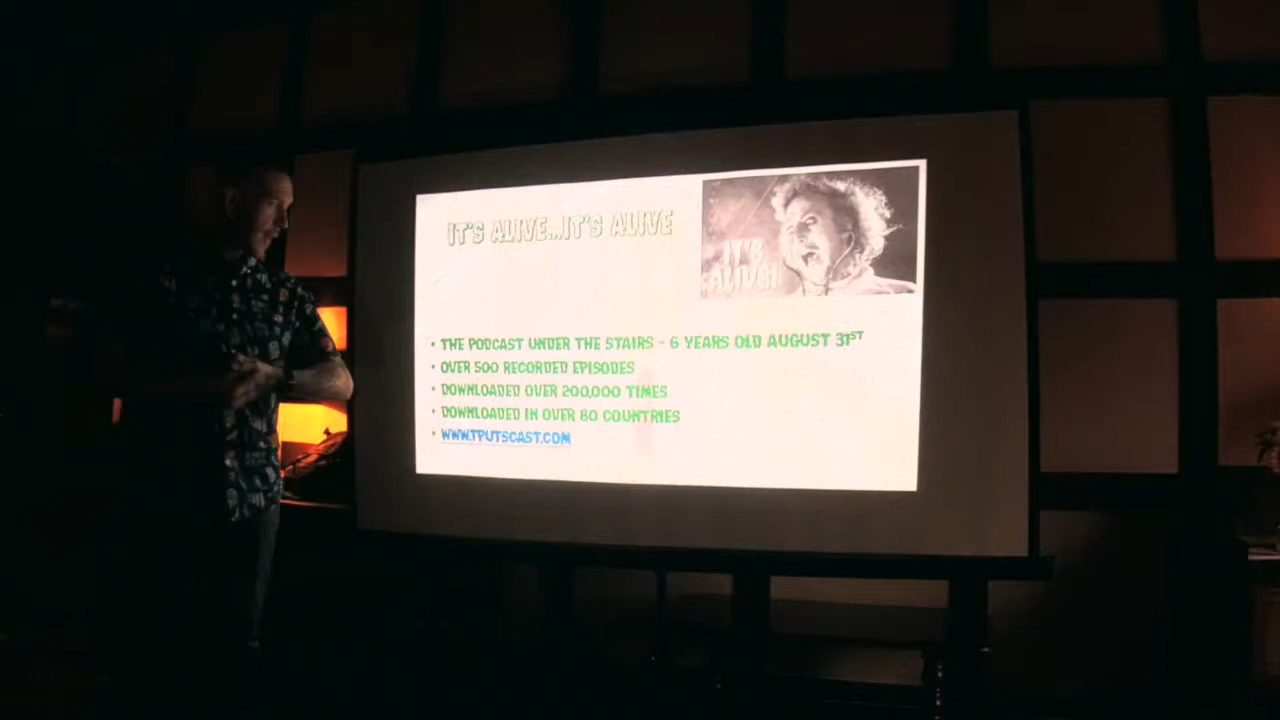 IT'S ALIVE...IT'S ALIVE
IT'S
ALIVE!
• THE PODCAST UNDER THE STAIRS - 6 YEARS OLD AUGUST 31ST
• OVER 500 RECORDED EPISODES
• DOWNLOADED OVER 200,000 TIMES
• DOWNLOADED IN OVER 80 COUNTRIES
• WWW.TPUTSCAST.COM